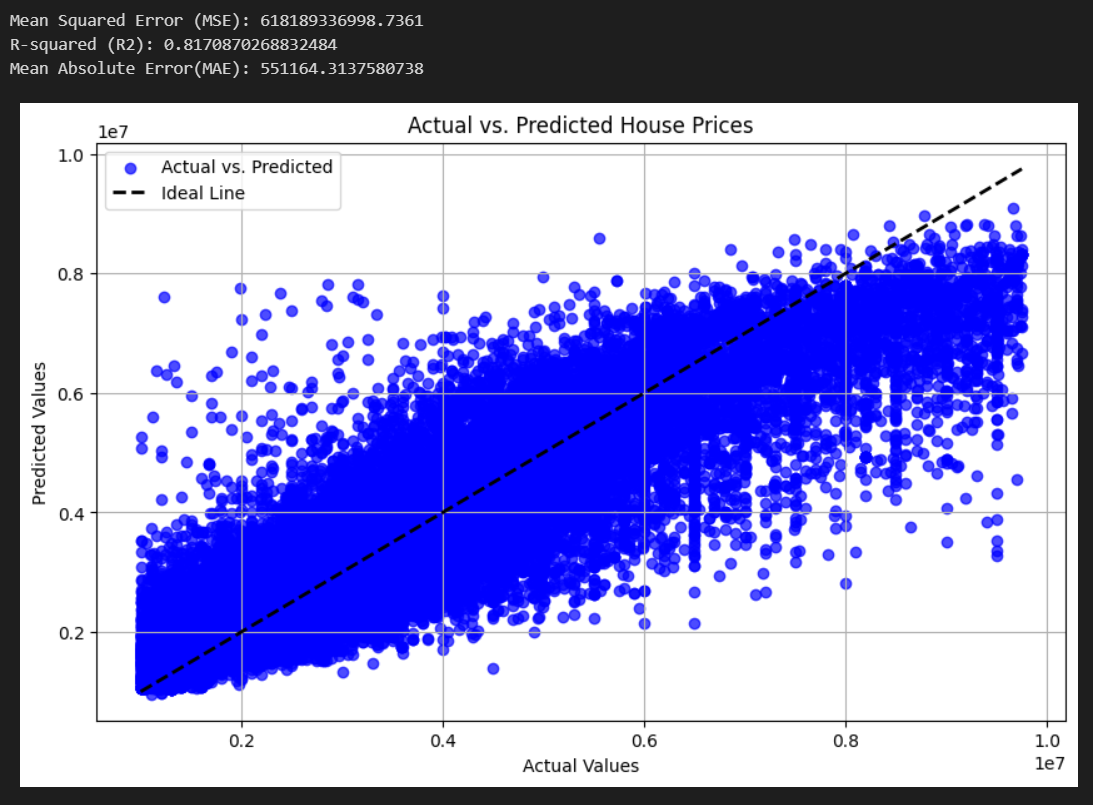 Mean Squared Error (MSE): 618189336998.7361
R-squared (R2): 0.8170870268832484
Mean Absolute Error(MAE): 551164.3137580738
Actual vs. Predicted House Prices
1e7
Actual vs. Predicted
Ideal Line
1.0
0.8
0.6
0.4
0.2
Predicted Values
0.2 0.4 0.6 0.8 1.0
1e7
Actual Values